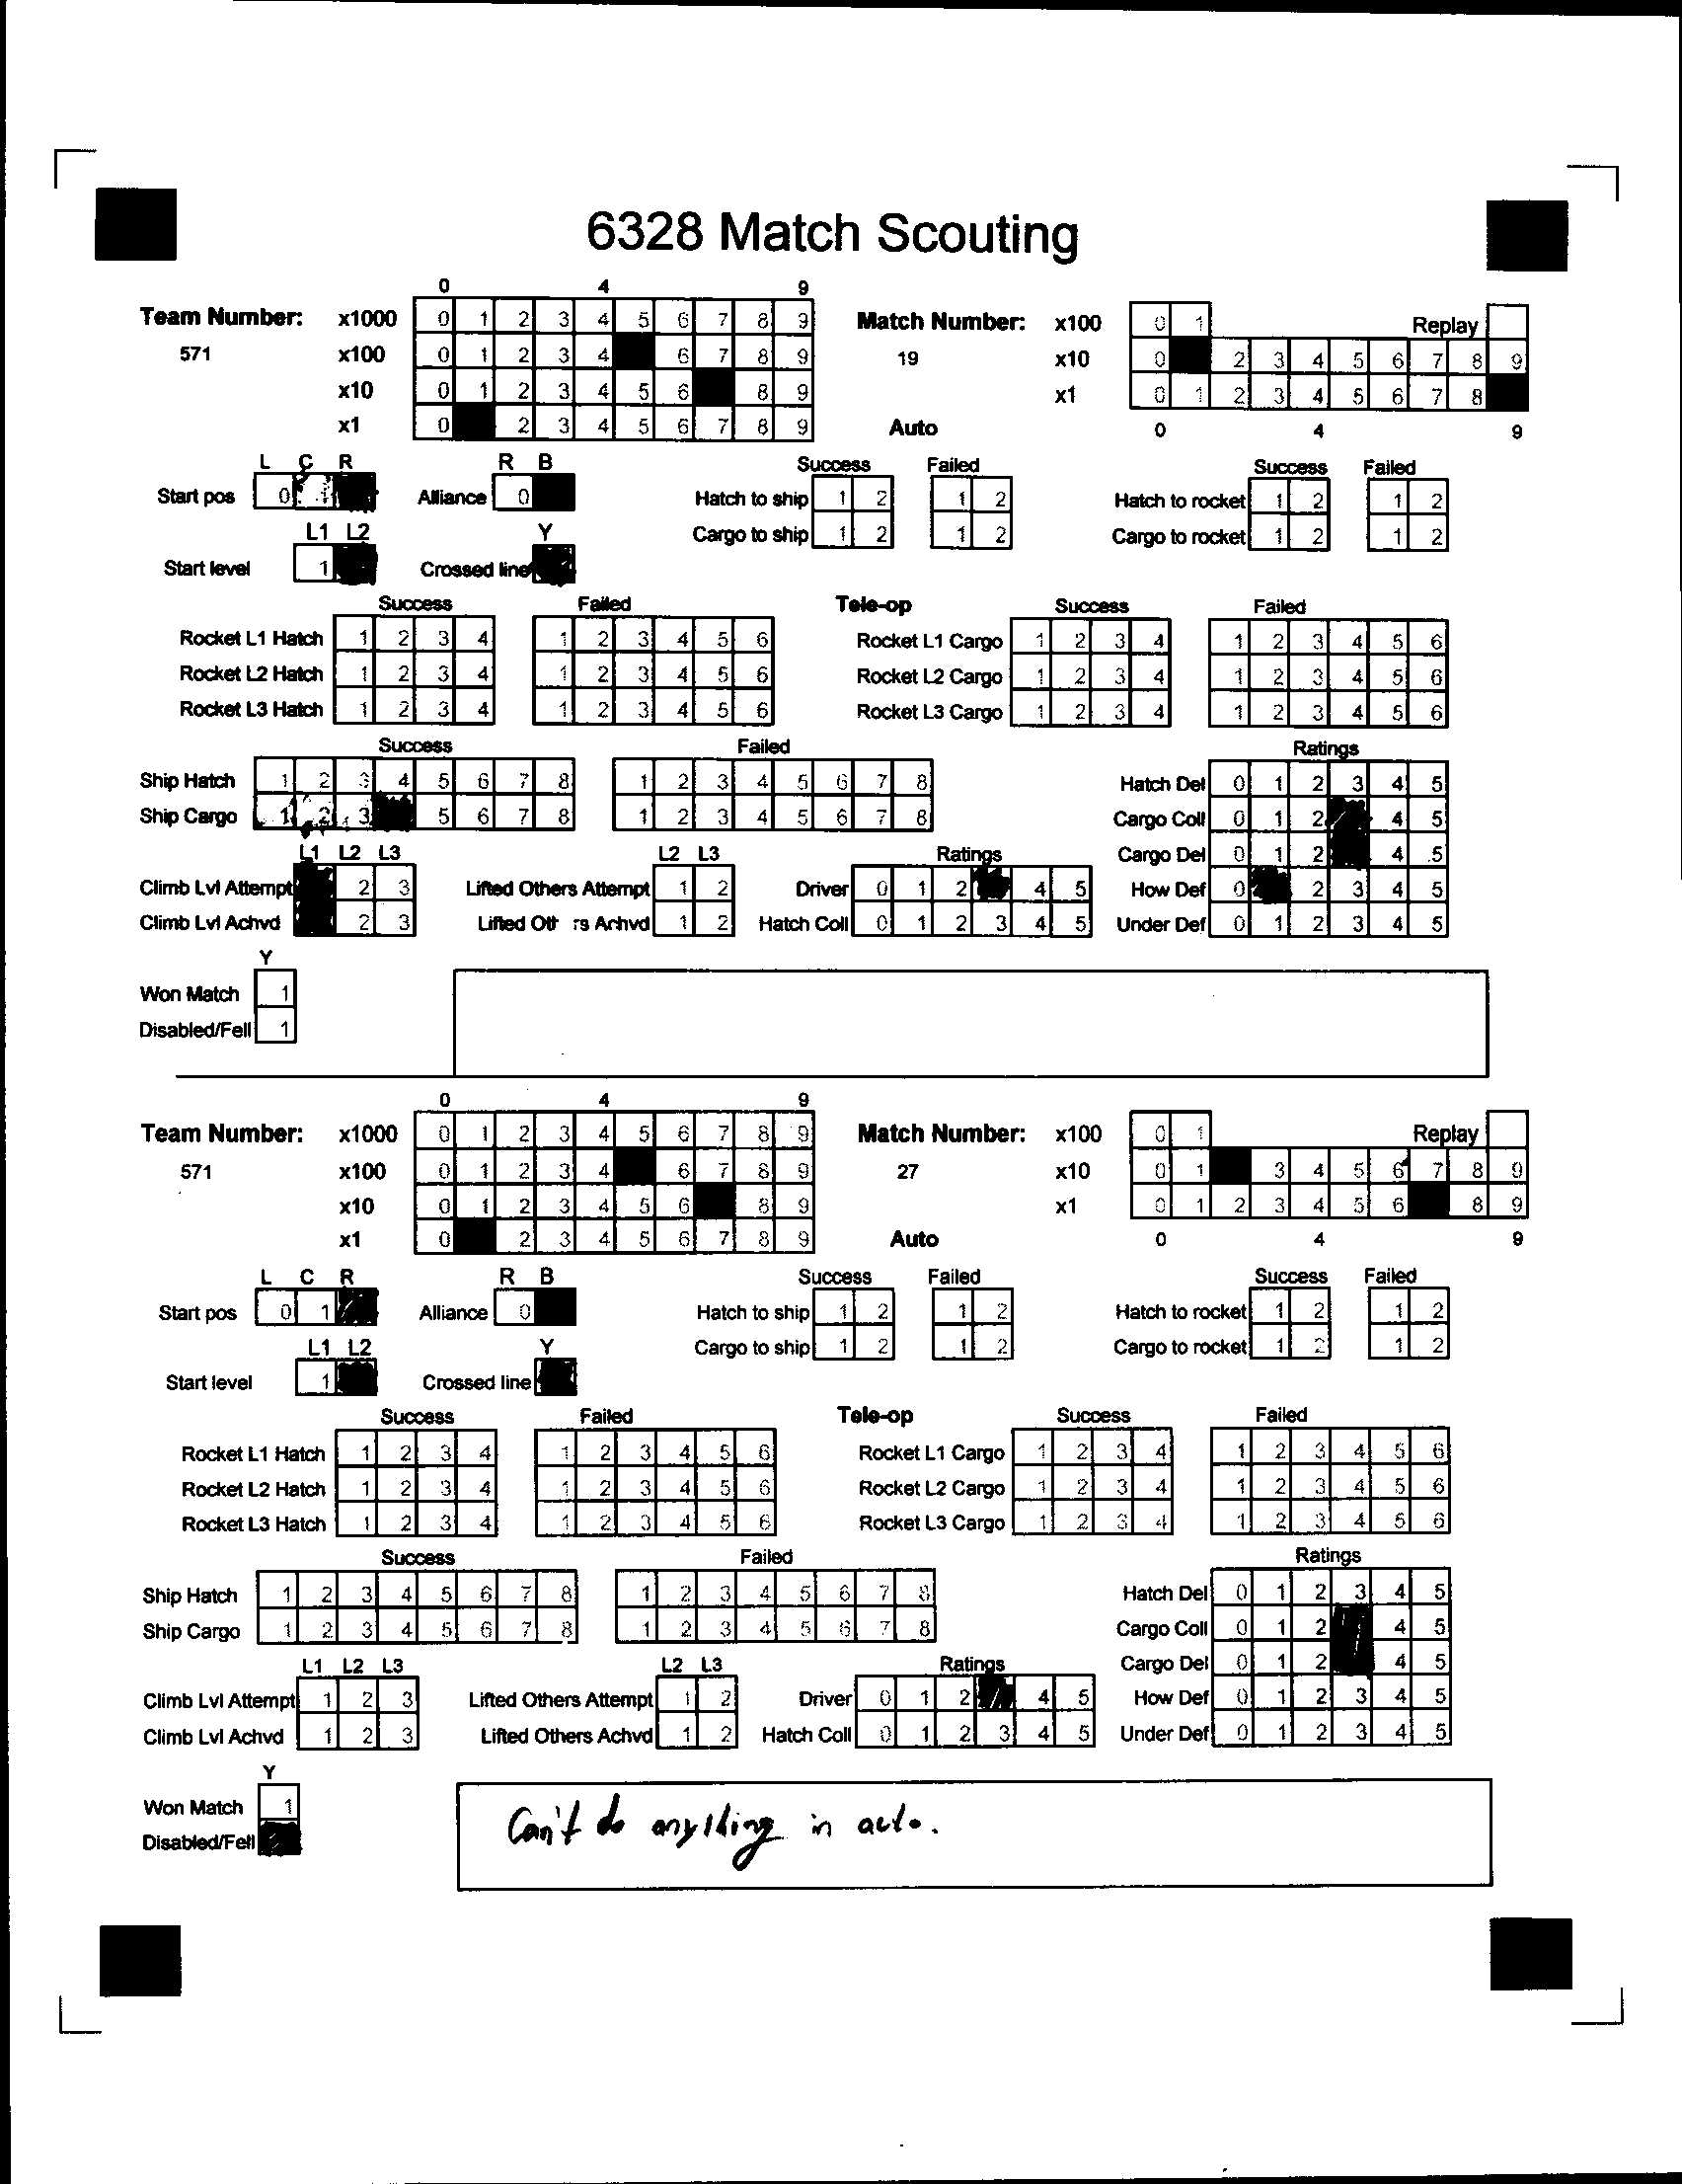 6328 Match Scouting
0 4 9
Team Number: x1000 0 1 2 3 4 5 6 7 8 9 Match Number: x100 0 1 Replay
571 x100 0 1 2 3 4 6 7 8 9 19 x10 0 2 3 4 5 6 7 8 9
x10 0 1 2 3 4 5 6 8 9 x1 0 1 2 3 4 5 6 7 8
x1 0 2 3 4 5 6 7 8 9 Auto 0 4 9
L C R R B Success Failed Success Failed
Start pos 0 1 Alliance 0 Hatch to ship 1 2 1 2 Hatch to rocket 1 2 1 2
L1 L2 Y Cargo to ship 1 2 1 2 Cargo to rocket 1 2 1 2
Start level 1 Crossed line
Success Failed Tele-op Success Failed
Rocket L1 Hatch 1 2 3 4 1 2 3 4 5 6 Rocket L1 Cargo 1 2 3 4 1 2 3 4 5 6
Rocket L2 Hatch 1 2 3 4 1 2 3 4 5 6 Rocket L2 Cargo 1 2 3 4 1 2 3 4 5 6
Rocket L3 Hatch 1 2 3 4 1 2 3 4 5 6 Rocket L3 Cargo 1 2 3 4 1 2 3 4 5 6
Success Failed Ratings
Ship Hatch 1 2 3 4 5 6 7 8 1 2 3 4 5 6 7 8 Hatch Del 0 1 2 3 4 5
Ship Cargo 1 2 3 5 6 7 8 1 2 3 4 5 6 7 8 Cargo Coll 0 1 2 4 5
L1 L2 L3 L2 L3 Ratings Cargo Del 0 1 2 4 5
Climb Lvl Attempt 2 3 Lifted Others Attempt 1 2 Driver 0 1 2 4 5 How Def 0 2 3 4 5
Climb Lvl Achvd 2 3 Lifted Oth rs Achvd 1 2 Hatch Coll 0 1 2 3 4 5 Under Def 0 1 2 3 4 5
Y
Won Match 1
Disabled/Fell 1
0 4 9
Team Number: x1000 0 1 2 3 4 5 6 7 8 9 Match Number: x100 0 1 Replay
571 x100 0 1 2 3 4 6 7 8 9 27 x10 0 1 3 4 5 6 7 8 9
x10 0 1 2 3 4 5 6 8 9 x1 0 1 2 3 4 5 6 8 9
x1 0 2 3 4 5 6 7 8 9 Auto 0 4 9
L C R R B Success Failed Success Failed
Start pos 0 1 Alliance 0 Hatch to ship 1 2 1 2 Hatch to rocket 1 2 1 2
L1 L2 Y Cargo to ship 1 2 1 2 Cargo to rocket 1 2 1 2
Start level 1 Crossed line
Success Failed Tele-op Success Failed
Rocket L1 Hatch 1 2 3 4 1 2 3 4 5 6 Rocket L1 Cargo 1 2 3 4 1 2 3 4 5 6
Rocket L2 Hatch 1 2 3 4 1 2 3 4 5 6 Rocket L2 Cargo 1 2 3 4 1 2 3 4 5 6
Rocket L3 Hatch 1 2 3 4 1 2 3 4 5 6 Rocket L3 Cargo 1 2 3 4 1 2 3 4 5 6
Success Failed Ratings
Ship Hatch 1 2 3 4 5 6 7 8 1 2 3 4 5 6 7 8 Hatch Del 0 1 2 3 4 5
Ship Cargo 1 2 3 4 5 6 7 8 1 2 3 4 5 6 7 8 Cargo Coll 0 1 2 4 5
L1 L2 L3 L2 L3 Ratings Cargo Del 0 1 2 4 5
Climb Lvl Attempt 1 2 3 Lifted Others Attempt 1 2 Driver 0 1 2 4 5 How Def 0 1 2 3 4 5
Climb Lvl Achvd 1 2 3 Lifted Others Achvd 1 2 Hatch Coll 0 1 2 3 4 5 Under Def 0 1 2 3 4 5
Y
Won Match 1
Disabled/Fell
Can't do anything in auto.